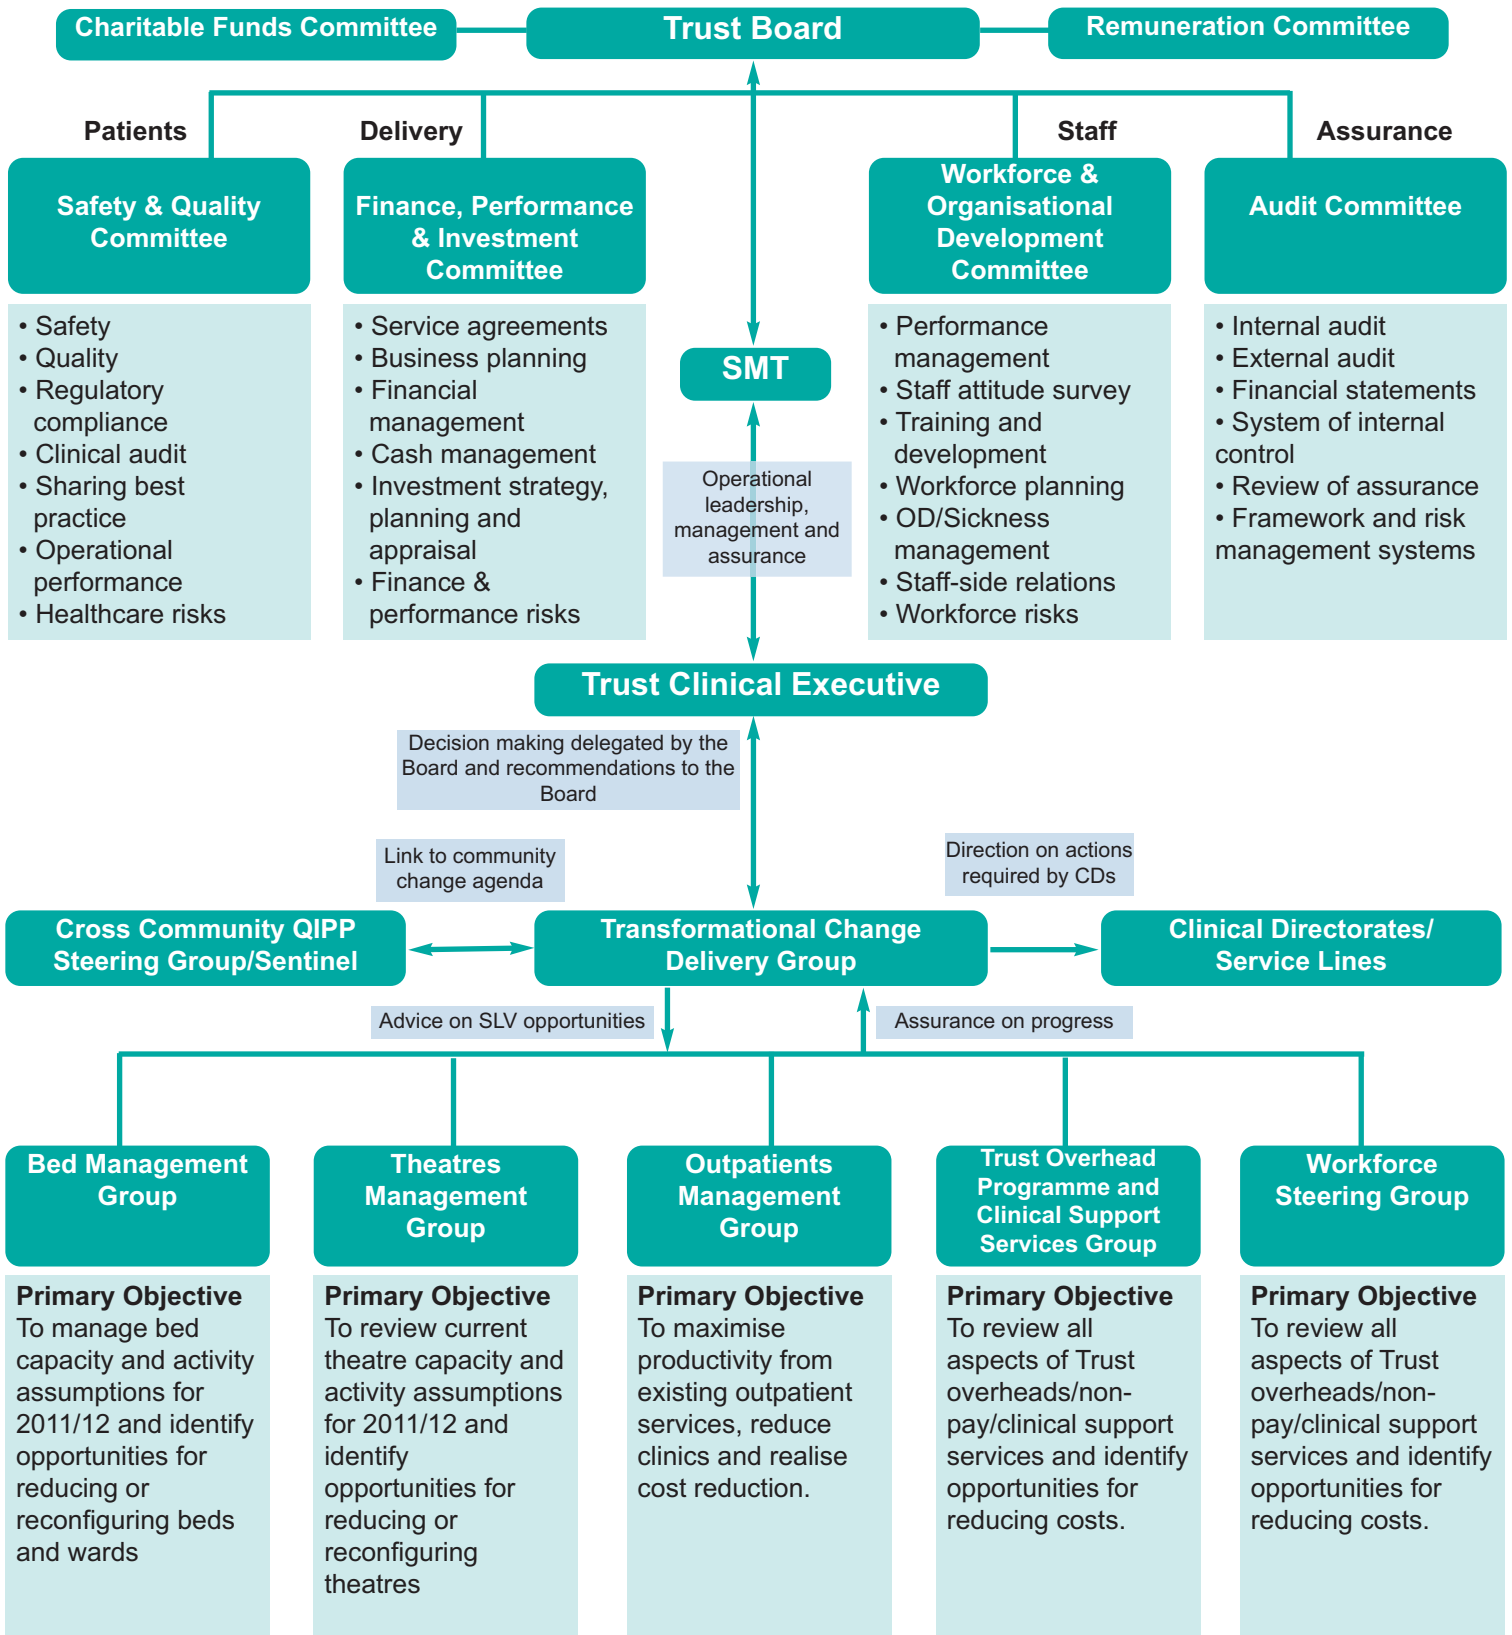 Charitable Funds Committee
Trust Board
Remuneration Committee
Patients
Delivery
Staff
Assurance
Safety & Quality
Committee
• Safety
• Quality
• Regulatory
compliance
• Clinical audit
• Sharing best
practice
• Operational
performance
• Healthcare risks
Finance, Performance
& Investment
Committee
• Service agreements
• Business planning
• Financial
management
• Cash management
• Investment strategy,
planning and
appraisal
• Finance &
performance risks
SMT
Operational
leadership,
management and
assurance
Workforce &
Organisational
Development
Committee
• Performance
management
• Staff attitude survey
• Training and
development
• Workforce planning
• OD/Sickness
management
• Staff-side relations
• Workforce risks
Audit Committee
• Internal audit
• External audit
• Financial statements
• System of internal
control
• Review of assurance
• Framework and risk
management systems
Trust Clinical Executive
Decision making delegated by the
Board and recommendations to the
Board
Link to community
change agenda
Direction on actions
required by CDs
Cross Community QIPP
Steering Group/Sentinel
Transformational Change
Delivery Group
Clinical Directorates/
Service Lines
Advice on SLV opportunities
Assurance on progress
Bed Management
Group
Primary Objective
To manage bed
capacity and activity
assumptions for
2011/12 and identify
opportunities for
reducing or
reconfiguring beds
and wards
Theatres
Management
Group
Primary Objective
To review current
theatre capacity and
activity assumptions
for 2011/12 and
identify
opportunities for
reducing or
reconfiguring
theatres
Outpatients
Management
Group
Primary Objective
To maximise
productivity from
existing outpatient
services, reduce
clinics and realise
cost reduction.
Trust Overhead
Programme and
Clinical Support
Services Group
Primary Objective
To review all
aspects of Trust
overheads/non-
pay/clinical support
services and identify
opportunities for
reducing costs.
Workforce
Steering Group
Primary Objective
To review all
aspects of Trust
overheads/non-
pay/clinical support
services and identify
opportunities for
reducing costs.